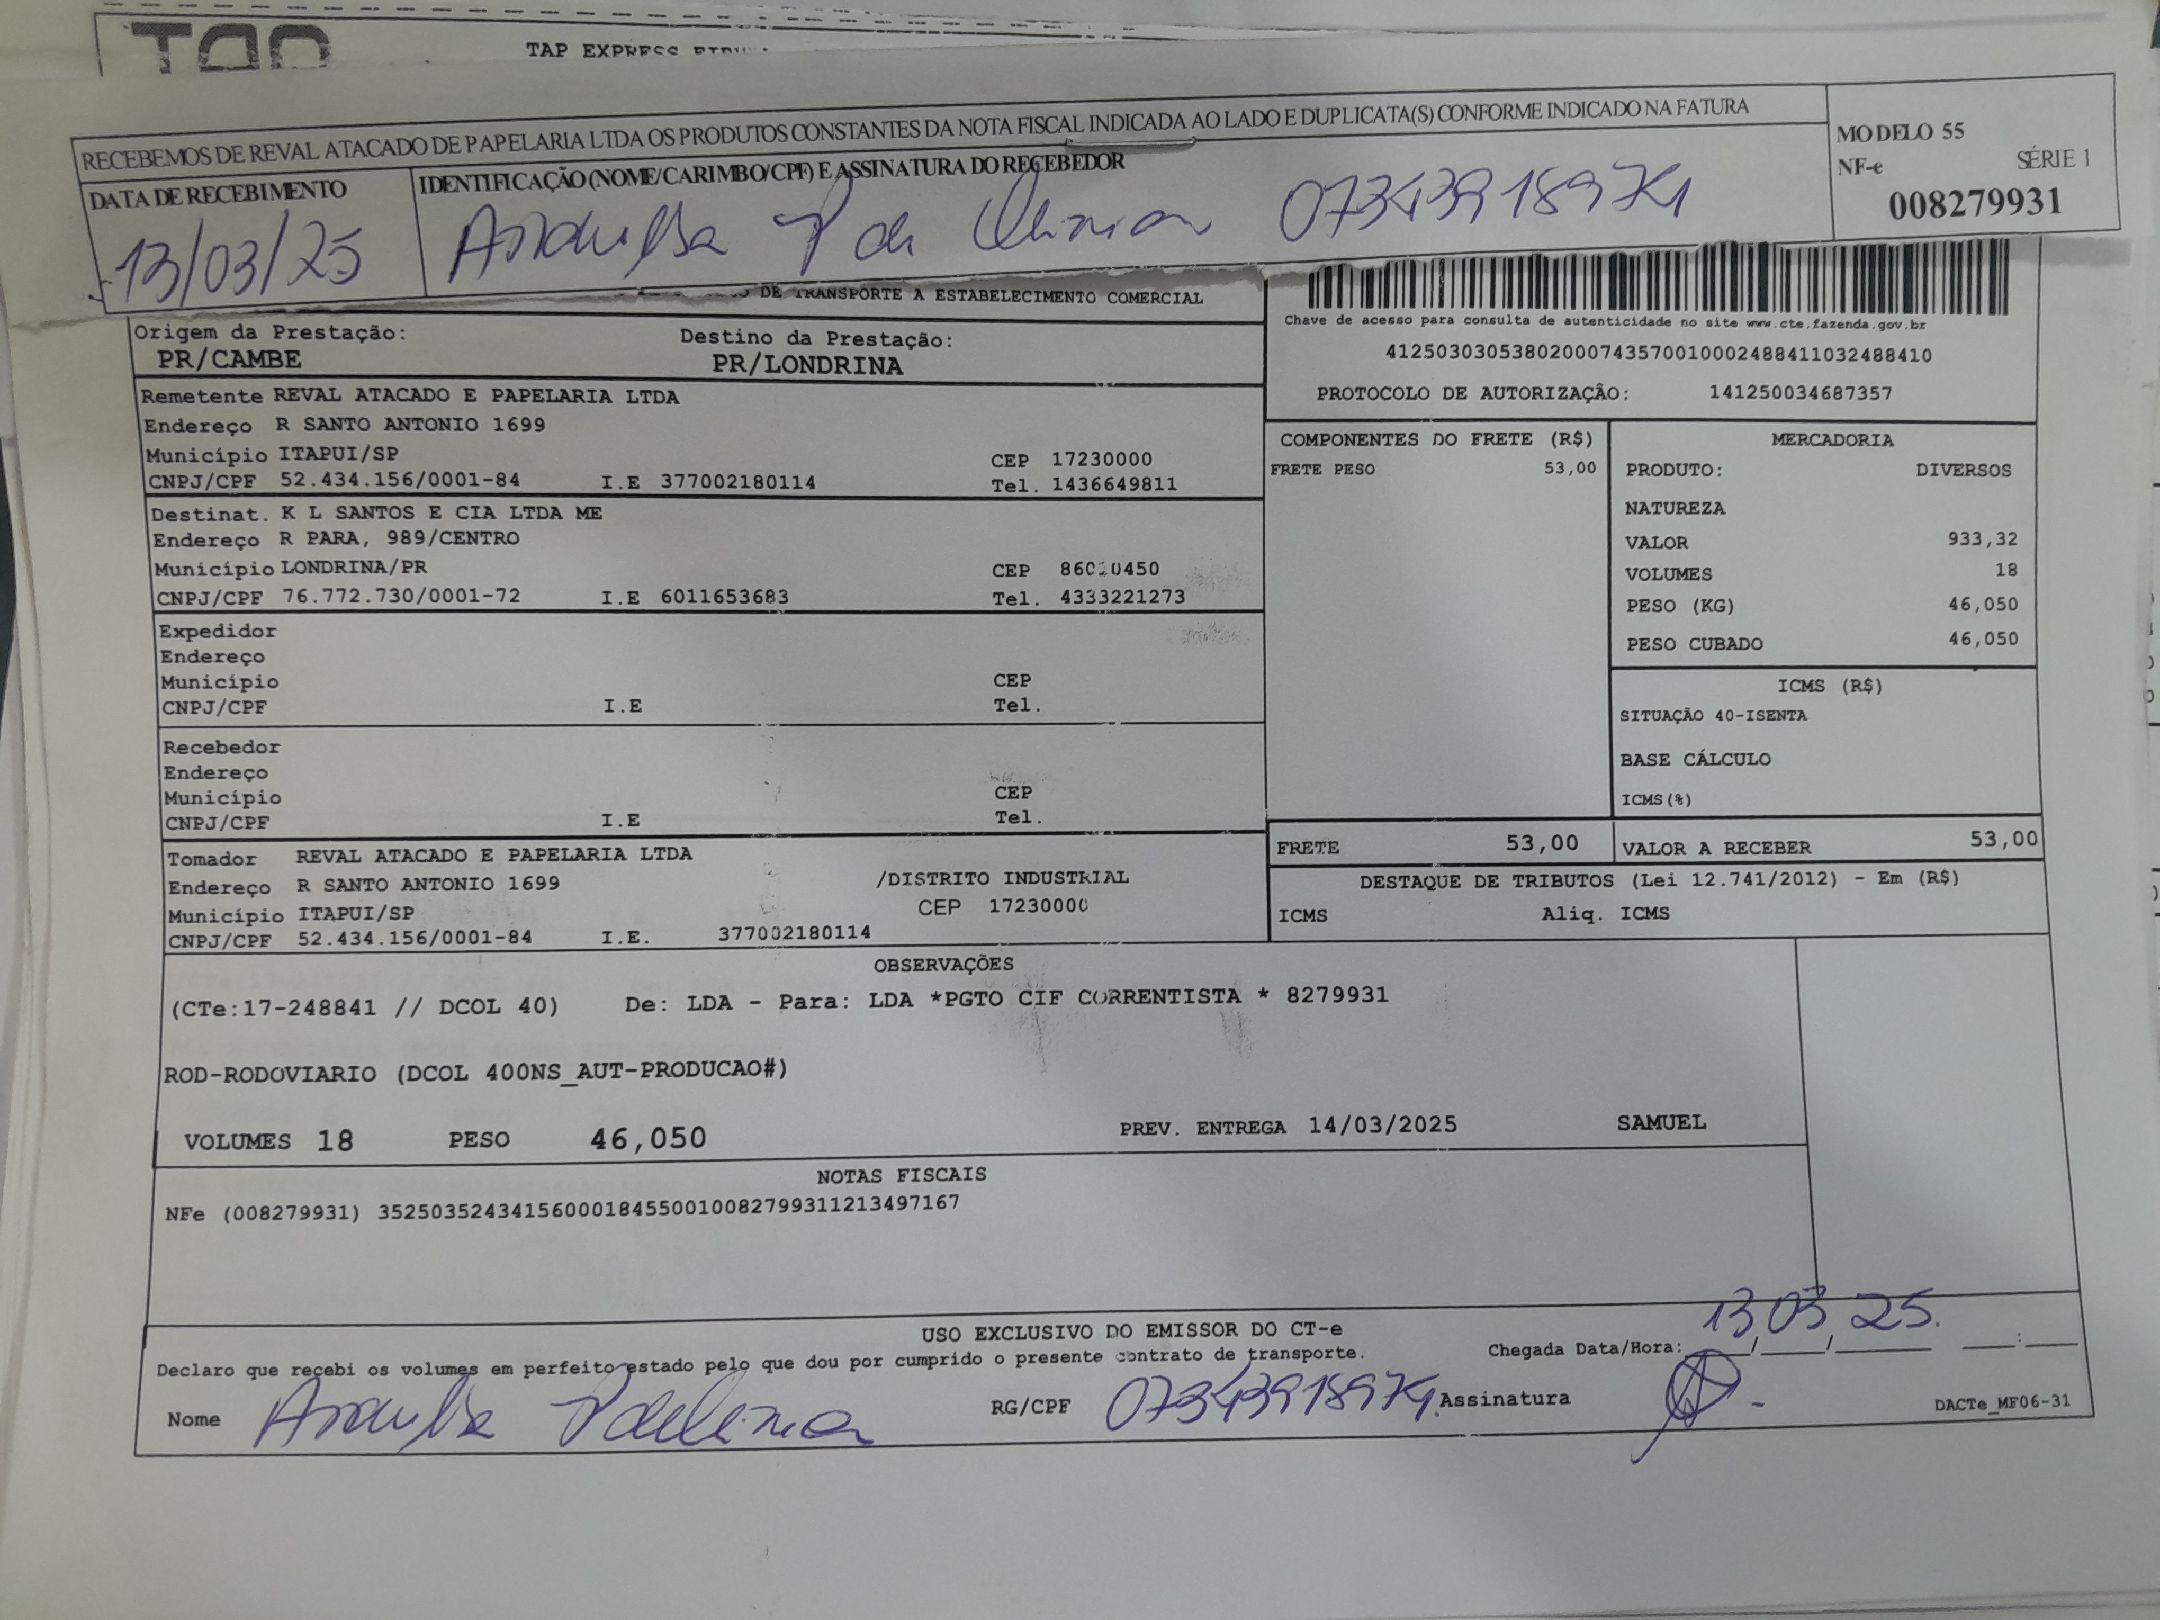 TAP EXPRESS
RECEBEMOS DE REVAL ATACADO DE PAPELARIA LTDA OS PRODUTOS CONSTANTES DA NOTA FISCAL INDICADA AO LADO E DUPLICATA(S) CONFORME INDICADO NA FATURA
MODELO 55
NF-e SÉRIE 1
008279931
DATA DE RECEBIMENTO
IDENTIFICAÇÃO (NOME/CARIMBO/CPF) E ASSINATURA DO RECEBEDOR
13/03/25
DE TRANSPORTE A ESTABELECIMENTO COMERCIAL
Chave de acesso para consulta de autenticidade no site www.cte.fazenda.gov.br
41250303053802000743570010002488411032488410
PROTOCOLO DE AUTORIZAÇÃO: 141250034687357
Origem da Prestação: Destino da Prestação:
PR/CAMBE PR/LONDRINA
Remetente REVAL ATACADO E PAPELARIA LTDA
Endereço R SANTO ANTONIO 1699
Município ITAPUI/SP CEP 17230000
CNPJ/CPF 52.434.156/0001-84 I.E 377002180114 Tel. 1436649811
Destinat. K L SANTOS E CIA LTDA ME
Endereço R PARA, 989/CENTRO
Município LONDRINA/PR CEP 86010450
CNPJ/CPF 76.772.730/0001-72 I.E 6011653683 Tel. 4333221273
Expedidor
Endereço
Município CEP
CNPJ/CPF I.E Tel.
Recebedor
Endereço
Município CEP
CNPJ/CPF I.E Tel.
Tomador REVAL ATACADO E PAPELARIA LTDA
Endereço R SANTO ANTONIO 1699 /DISTRITO INDUSTRIAL
Município ITAPUI/SP CEP 17230000
CNPJ/CPF 52.434.156/0001-84 I.E. 377002180114
COMPONENTES DO FRETE (R$)
FRETE PESO 53,00
MERCADORIA
PRODUTO: DIVERSOS
NATUREZA
VALOR 933,32
VOLUMES 18
PESO (KG) 46,050
PESO CUBADO 46,050
ICMS (R$)
SITUAÇÃO 40-ISENTA
BASE CÁLCULO
ICMS(%)
FRETE 53,00 VALOR A RECEBER 53,00
DESTAQUE DE TRIBUTOS (Lei 12.741/2012) - Em (R$)
ICMS Aliq. ICMS
OBSERVAÇÕES
(CTe:17-248841 // DCOL 40) De: LDA - Para: LDA *PGTO CIF CORRENTISTA * 8279931
ROD-RODOVIARIO (DCOL 400NS_AUT-PRODUCAO#)
VOLUMES 18 PESO 46,050 PREV. ENTREGA 14/03/2025 SAMUEL
NOTAS FISCAIS
NFe (008279931) 35250352434156000184550010082799311213497167
USO EXCLUSIVO DO EMISSOR DO CT-e
Declaro que recebi os volumes em perfeito estado pelo que dou por cumprido o presente contrato de transporte. Chegada Data/Hora: 13/03/25. __:__
Nome RG/CPF Assinatura DACTe_MF06-31